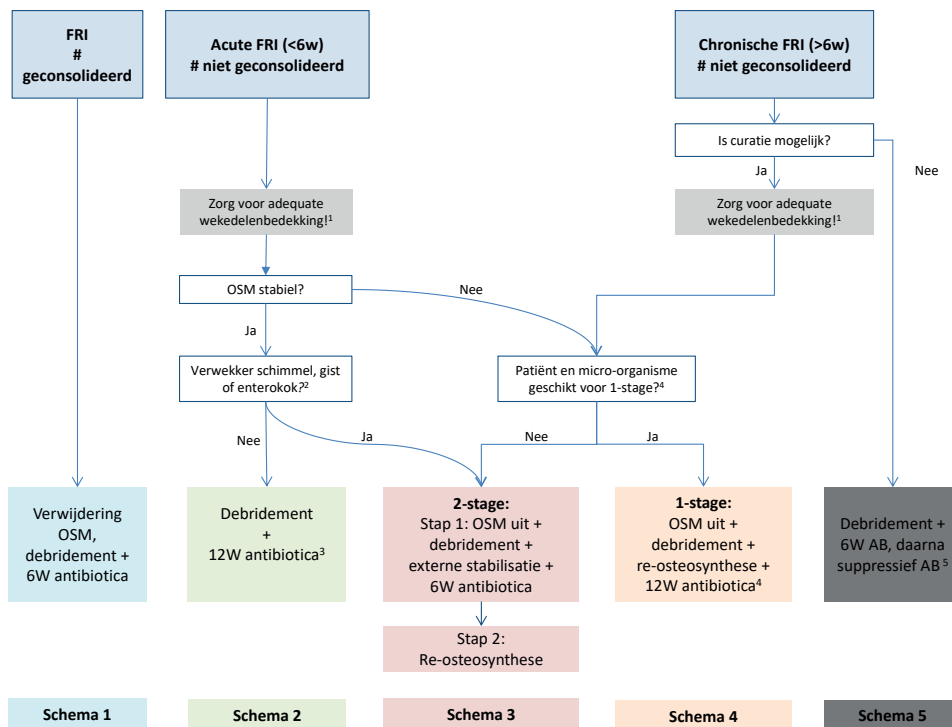 FRI
#
geconsolideerd
Acute FRI (<6w)
# niet geconsolideerd
Chronische FRI (>6w)
# niet geconsolideerd
Is curatie mogelijk?
Ja
Nee
Zorg voor adequate
wekedelenbedekking!¹
Zorg voor adequate
wekedelenbedekking!¹
OSM stabiel?
Nee
Ja
Verwekker schimmel, gist
of enterokok?²
Patiënt en micro-organisme
geschikt voor 1-stage?⁴
Nee
Ja
Nee
Ja
Verwijdering
OSM,
debridement +
6W antibiotica
Debridement
+
12W antibiotica³
2-stage:
Stap 1: OSM uit +
debridement +
externe stabilisatie +
6W antibiotica
1-stage:
OSM uit +
debridement +
re-osteosynthese +
12W antibiotica⁴
Debridement +
6W AB, daarna
suppressief AB⁵
Stap 2:
Re-osteosynthese
Schema 1
Schema 2
Schema 3
Schema 4
Schema 5